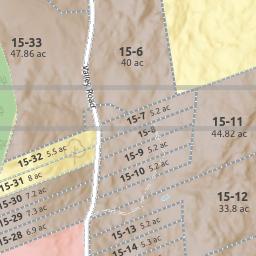 15-33
47.86 ac
15-6
40 ac
Valley Road
15-7 5.2 ac
15-8
15-9 5.2 ac
15-10 5.2 ac
15-11
44.82 ac
15-32 5.5 ac
15-31 8 ac
15-30 7.2 ac
15-29 7.3 ac
15-28 6.9 ac
15-12
33.8 ac
15-13 5.2 ac
15-14 5.3 ac